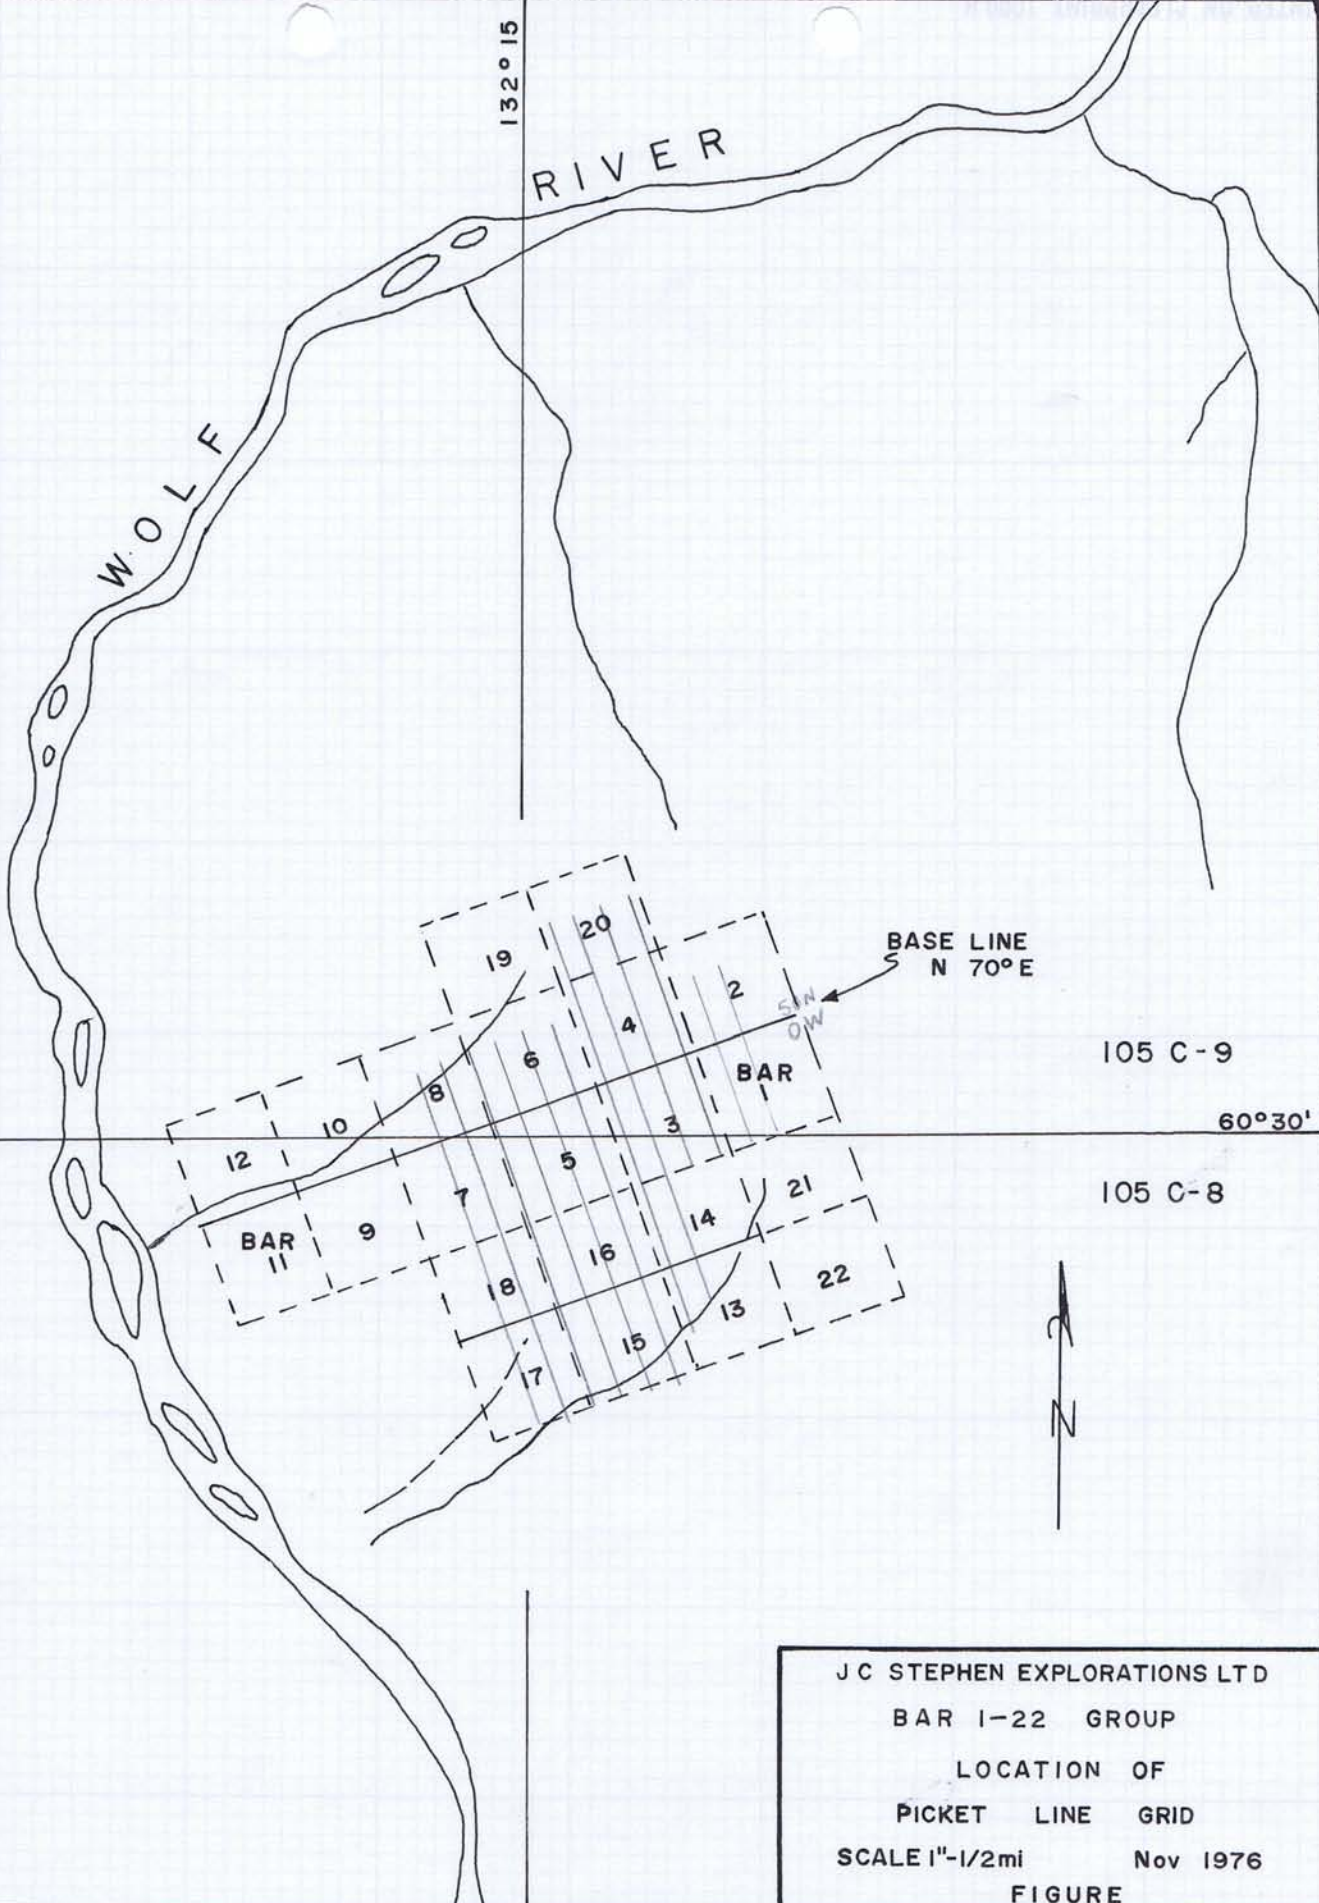 132° 15
WOLF RIVER
19
20
2
50N
0W
BASE LINE
N 70° E
4
6
BAR
8
10
12
3
5
7
9
BAR
11
105 C-9
60°30'
105 C-8
21
14
16
18
22
13
15
17
N
J C STEPHEN EXPLORATIONS LTD
BAR 1-22 GROUP
LOCATION OF
PICKET LINE GRID
SCALE 1"-1/2mi Nov 1976
FIGURE